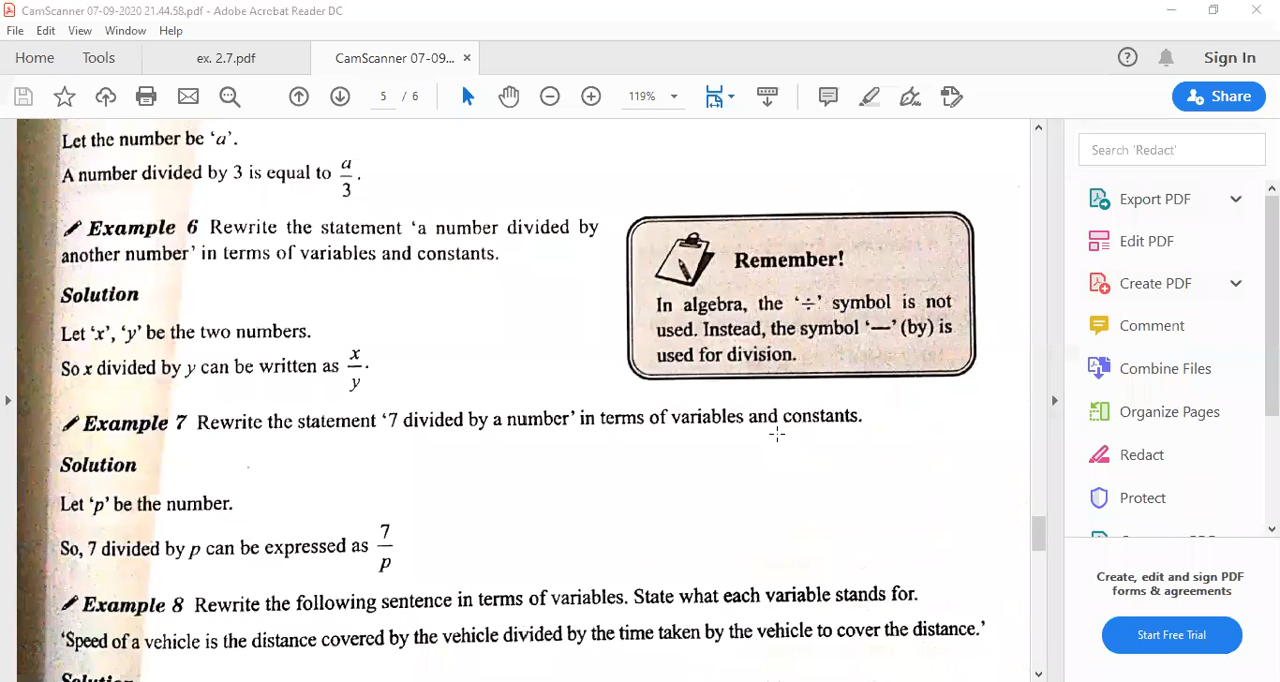 CamScanner 07-09-2020 21.44.58.pdf - Adobe Acrobat Reader DC
File Edit View Window Help
Home Tools ex. 2.7.pdf CamScanner 07-09... × Sign In
5 / 6 119% Share
Let the number be ‘a’.
A number divided by 3 is equal to a/3.
Example 6 Rewrite the statement ‘a number divided by
another number’ in terms of variables and constants.
Solution
Let ‘x’, ‘y’ be the two numbers.
So x divided by y can be written as x/y.
Remember!
In algebra, the ‘÷’ symbol is not
used. Instead, the symbol ‘—’ (by) is
used for division.
Example 7 Rewrite the statement ‘7 divided by a number’ in terms of variables and constants.
Solution
Let ‘p’ be the number.
So, 7 divided by p can be expressed as 7/p
Example 8 Rewrite the following sentence in terms of variables. State what each variable stands for.
‘Speed of a vehicle is the distance covered by the vehicle divided by the time taken by the vehicle to cover the distance.’
Solution
Search 'Redact'
Export PDF
Edit PDF
Create PDF
Comment
Combine Files
Organize Pages
Redact
Protect
Create, edit and sign PDF
forms & agreements
Start Free Trial